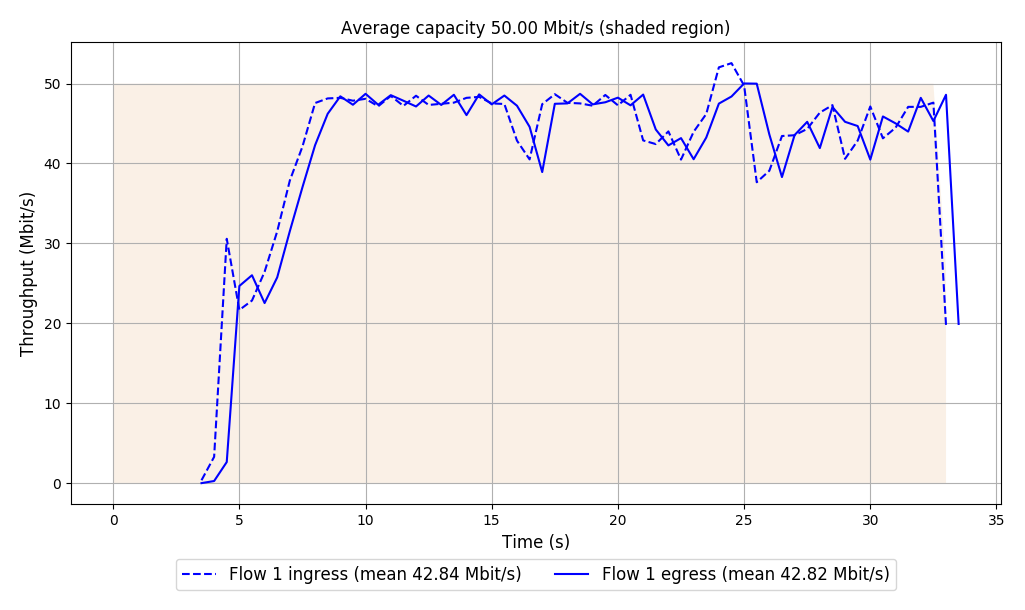 Average capacity 50.00 Mbit/s (shaded region)
Throughput (Mbit/s)
50
40
30
20
10
0
0 5 10 15 20 25 30 35
Time (s)
Flow 1 ingress (mean 42.84 Mbit/s) Flow 1 egress (mean 42.82 Mbit/s)